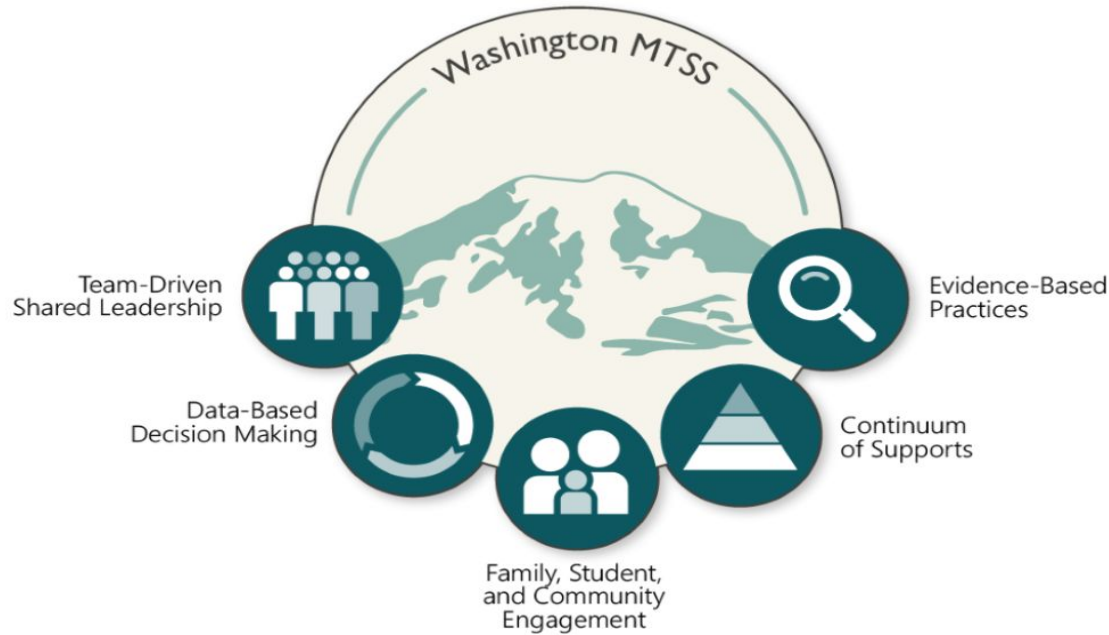 Washington MTSS
Team-Driven
Shared Leadership
Evidence-Based
Practices
Data-Based
Decision Making
Continuum
of Supports
Family, Student,
and Community
Engagement